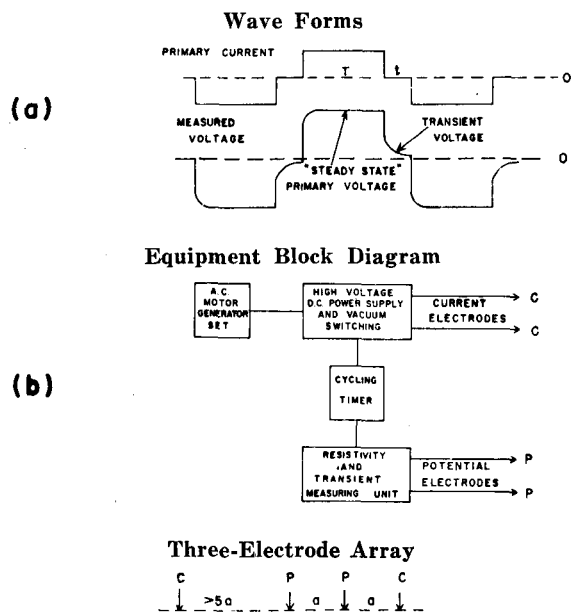 Wave Forms
PRIMARY CURRENT
T
t
O
(a)
MEASURED
VOLTAGE
TRANSIENT
VOLTAGE
O
"STEADY STATE"
PRIMARY VOLTAGE
Equipment Block Diagram
A.C.
MOTOR
GENERATOR
SET
HIGH VOLTAGE
D.C. POWER SUPPLY
AND VACUUM
SWITCHING
CURRENT
ELECTRODES
C
C
(b)
CYCLING
TIMER
RESISTIVITY
AND
TRANSIENT
MEASURING UNIT
POTENTIAL
ELECTRODES
P
P
Three-Electrode Array
C P P C
>5a a a